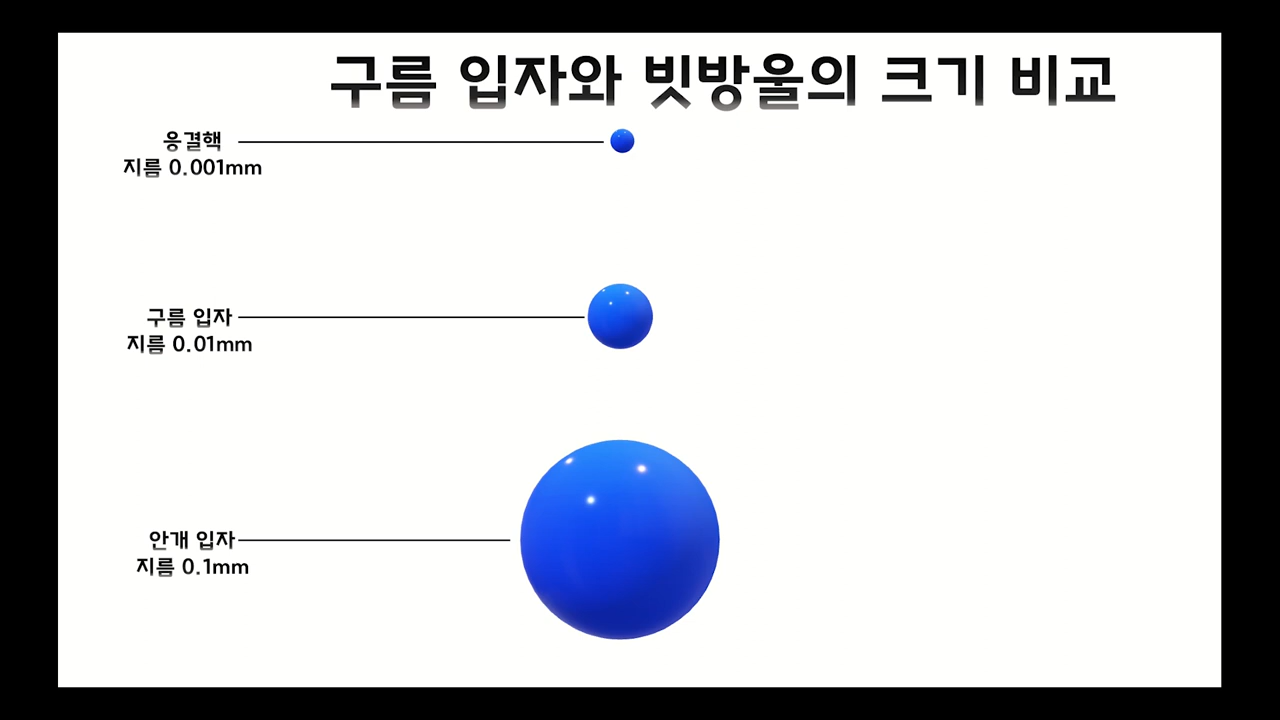 구름 입자와 빗방울의 크기 비교
응결핵
지름 0.001mm
구름 입자
지름 0.01mm
안개 입자
지름 0.1mm